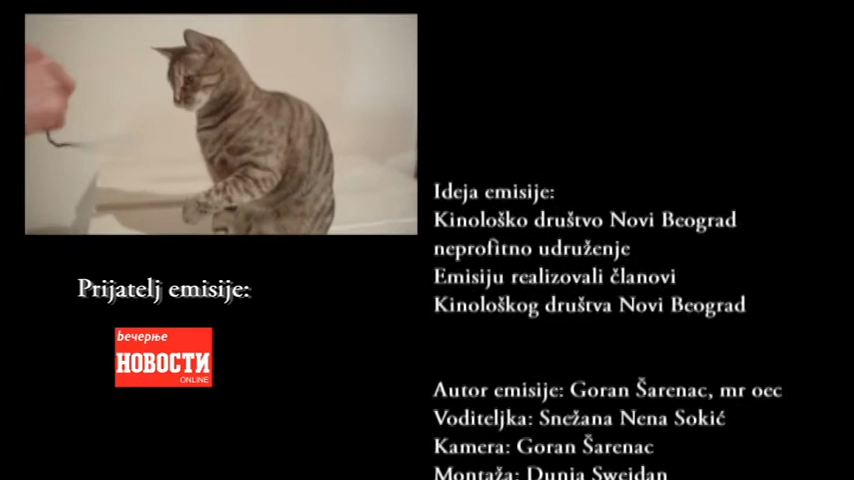 Prijatelj emisije:
вечерње
НОВОСТИ
ONLINE
Ideja emisije:
Kinološko društvo Novi Beograd
neprofitno udruženje
Emisiju realizovali članovi
Kinološkog društva Novi Beograd
Autor emisije: Goran Šarenac, mr oec
Voditeljka: Snežana Nena Sokić
Kamera: Goran Šarenac
Montaža: Dunja Swejdan